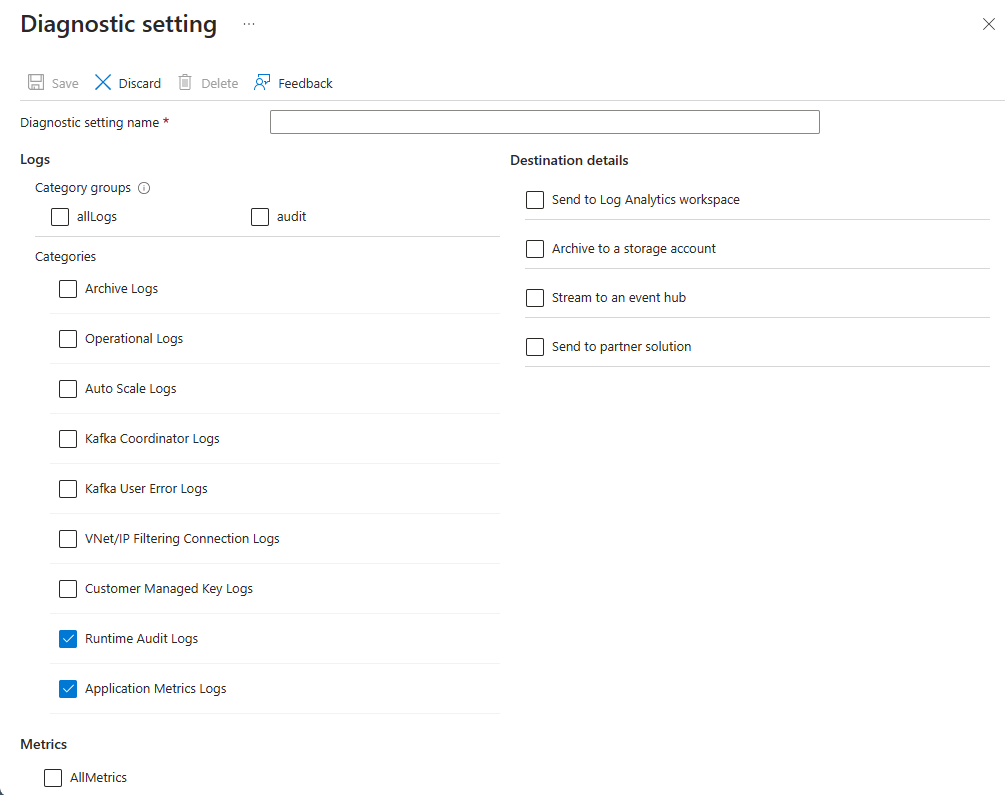 Diagnostic setting ...
Save Discard Delete Feedback
Diagnostic setting name *
Logs
Category groups
allLogs audit
Categories
Archive Logs
Operational Logs
Auto Scale Logs
Kafka Coordinator Logs
Kafka User Error Logs
VNet/IP Filtering Connection Logs
Customer Managed Key Logs
Runtime Audit Logs
Application Metrics Logs
Metrics
AllMetrics
Destination details
Send to Log Analytics workspace
Archive to a storage account
Stream to an event hub
Send to partner solution